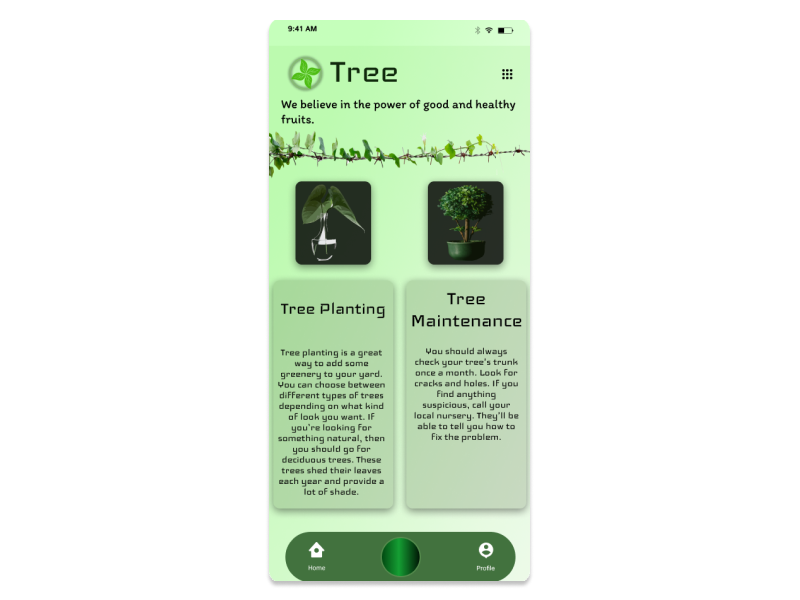 9:41 AM
Tree
We believe in the power of good and healthy
fruits.
Tree Planting
Tree planting is a great
way to add some
greenery to your yard.
You can choose between
different types of trees
depending on what kind
of look you want. If
you're looking for
something natural, then
you should go for
deciduous trees. These
trees shed their leaves
each year and provide a
lot of shade.
Tree
Maintenance
You should always
check your tree's trunk
once a month. Look for
cracks and holes. If you
find anything
suspicious, call your
local nursery. They'll be
able to tell you how to
fix the problem.
Home
Profile